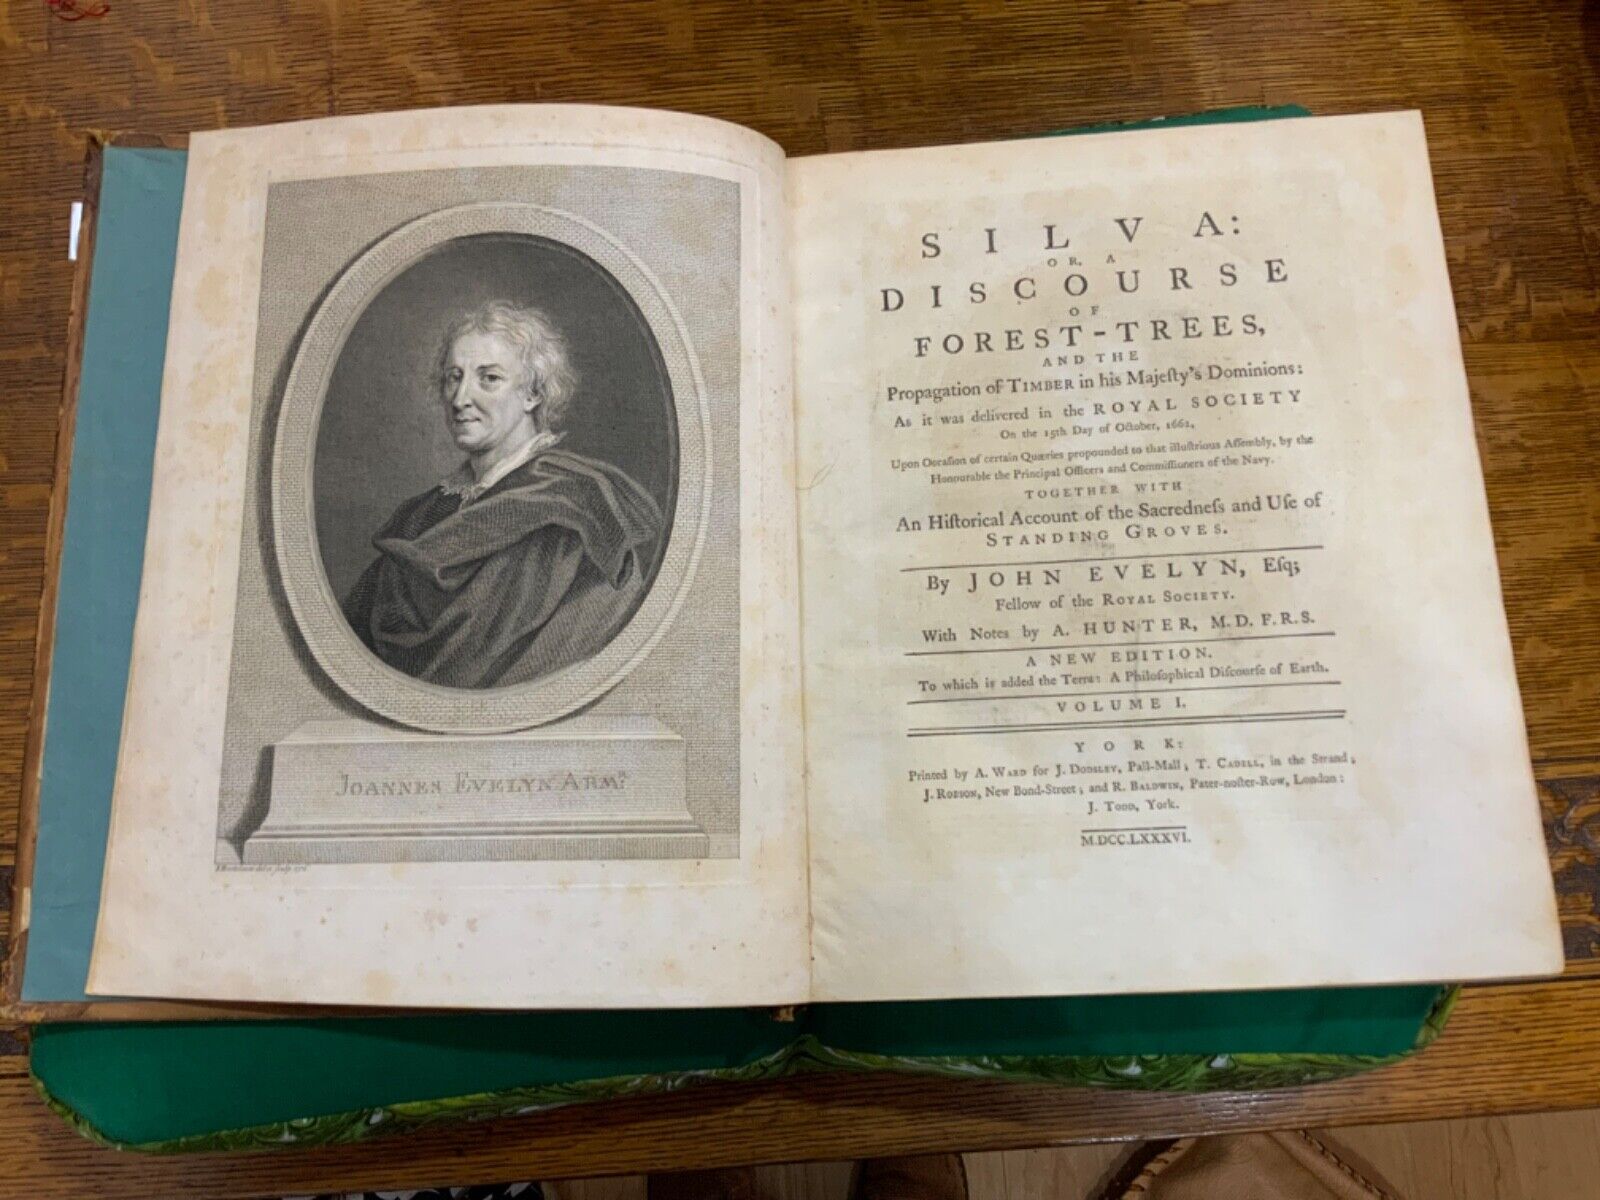 JOANNES EVELYN ARMR.
SILVA:
OR, A
DISCOURSE
OF
FOREST-TREES,
AND THE
Propagation of TIMBER in his Majeſty's Dominions:
As it was delivered in the ROYAL SOCIETY
On the 15th Day of October, 1662,
Upon Occaſion of certain Quæries propounded to that illuſtrious Aſſembly, by the
Honourable the Principal Officers and Commiſſioners of the Navy.
TOGETHER WITH
An Hiſtorical Account of the Sacredneſs and Uſe of
STANDING GROVES.
By JOHN EVELYN, Eſq;
Fellow of the ROYAL SOCIETY.
With Notes by A. HUNTER, M.D. F.R.S.
A NEW EDITION.
To which is added the Terra: A Philoſophical Diſcourſe of Earth.
VOLUME I.
YORK:
Printed by A. WARD for J. DODSLEY, Pall-Mall; T. CADELL, in the Strand;
J. ROBSON, New Bond-Street; and R. BALDWIN, Pater-noſter-Row, London:
J. TODD, York.
M.DCC.LXXXVI.